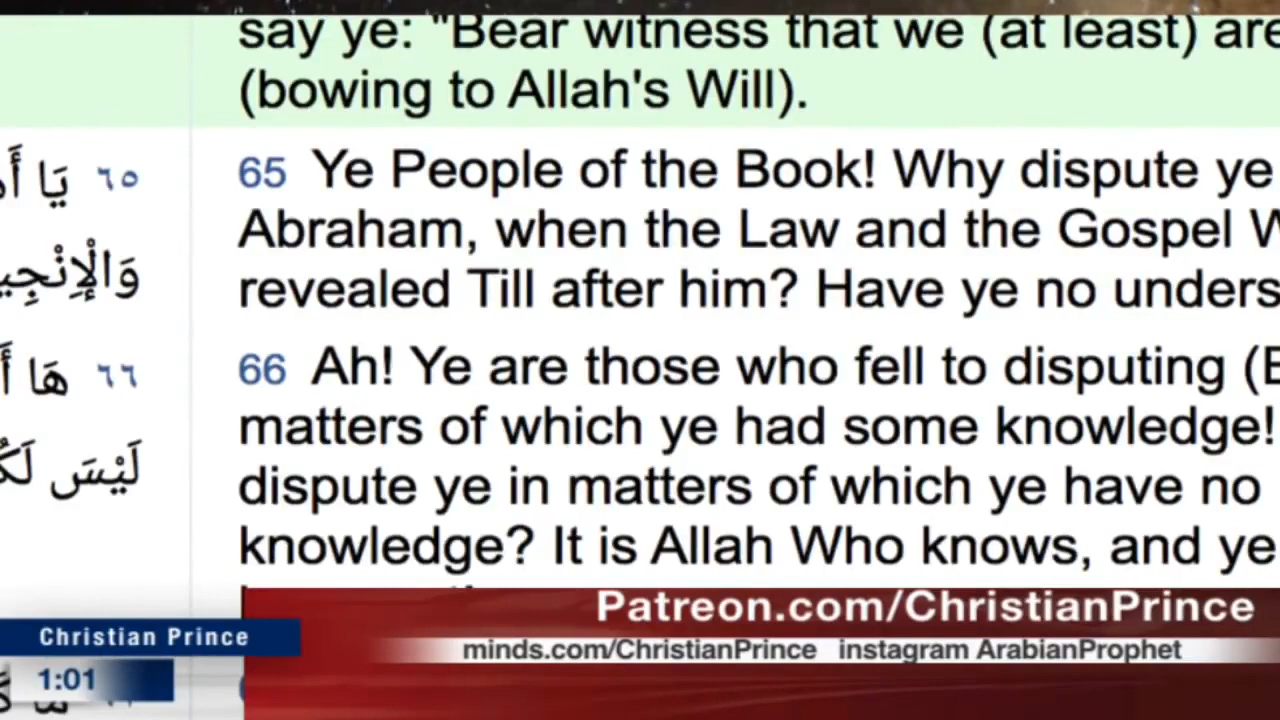 say ye: "Bear witness that we (at least) are
(bowing to Allah's Will).
٦٥ يَا
65 Ye People of the Book! Why dispute ye
Abraham, when the Law and the Gospel
وَالْإِنْجِي
revealed Till after him? Have ye no unders
٦٦ هَا
66 Ah! Ye are those who fell to disputing
matters of which ye had some knowledge!
لَيْسَ
dispute ye in matters of which ye have no
knowledge? It is Allah Who knows, and ye
Patreon.com/ChristianPrince
Christian Prince
minds.com/ChristianPrince instagram ArabianProphet
1:01